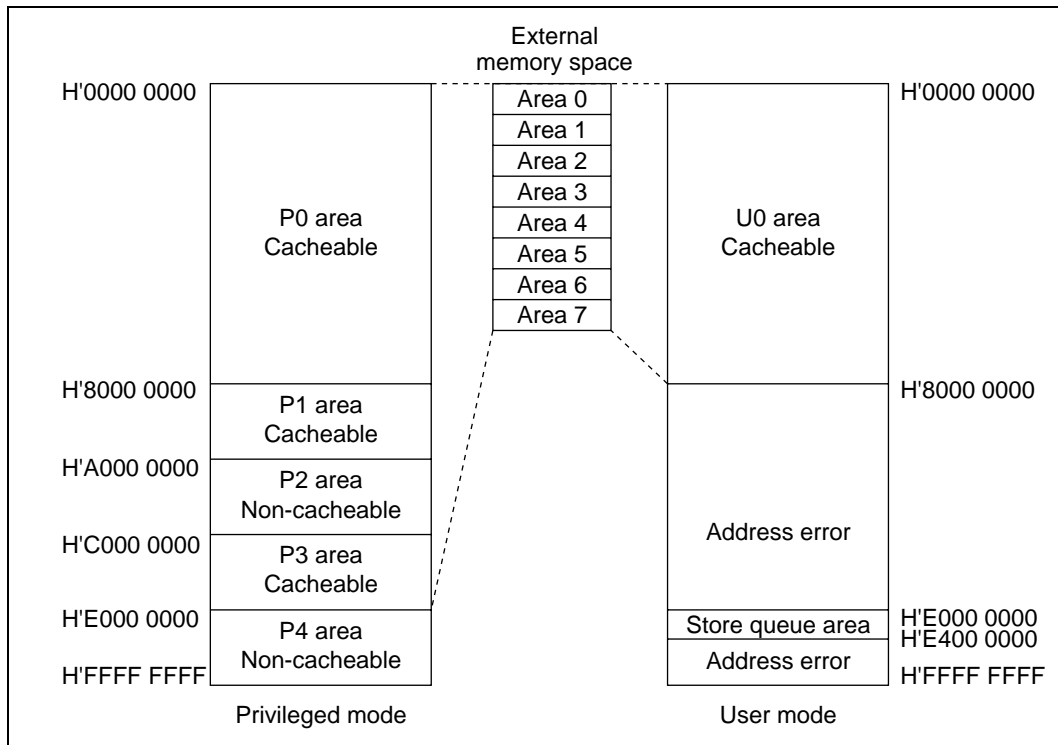 External
memory space
H'0000 0000
Area 0
H'0000 0000
Area 1
Area 2
Area 3
P0 area
Cacheable
Area 4
U0 area
Cacheable
Area 5
Area 6
Area 7
H'8000 0000
H'8000 0000
P1 area
Cacheable
H'A000 0000
P2 area
Non-cacheable
H'C000 0000
P3 area
Cacheable
Address error
H'E000 0000
P4 area
Non-cacheable
Store queue area
H'E000 0000
H'E400 0000
Address error
H'FFFF FFFF
H'FFFF FFFF
Privileged mode
User mode